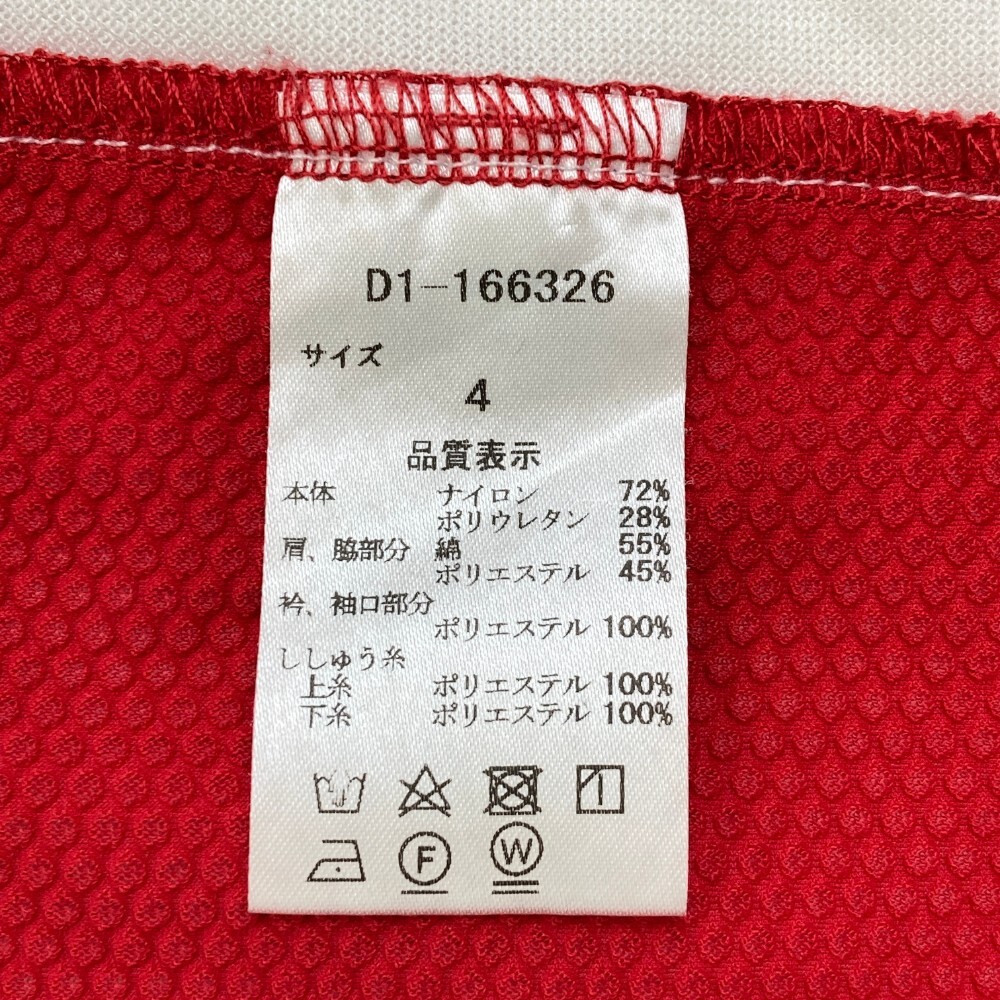 D1-166326
サイズ
4
品質表示
本体 ナイロン 72%
ポリウレタン 28%
肩、脇部分 綿 55%
ポリエステル 45%
衿、袖口部分
ポリエステル 100%
ししゅう糸
上糸 ポリエステル 100%
下糸 ポリエステル 100%
F W